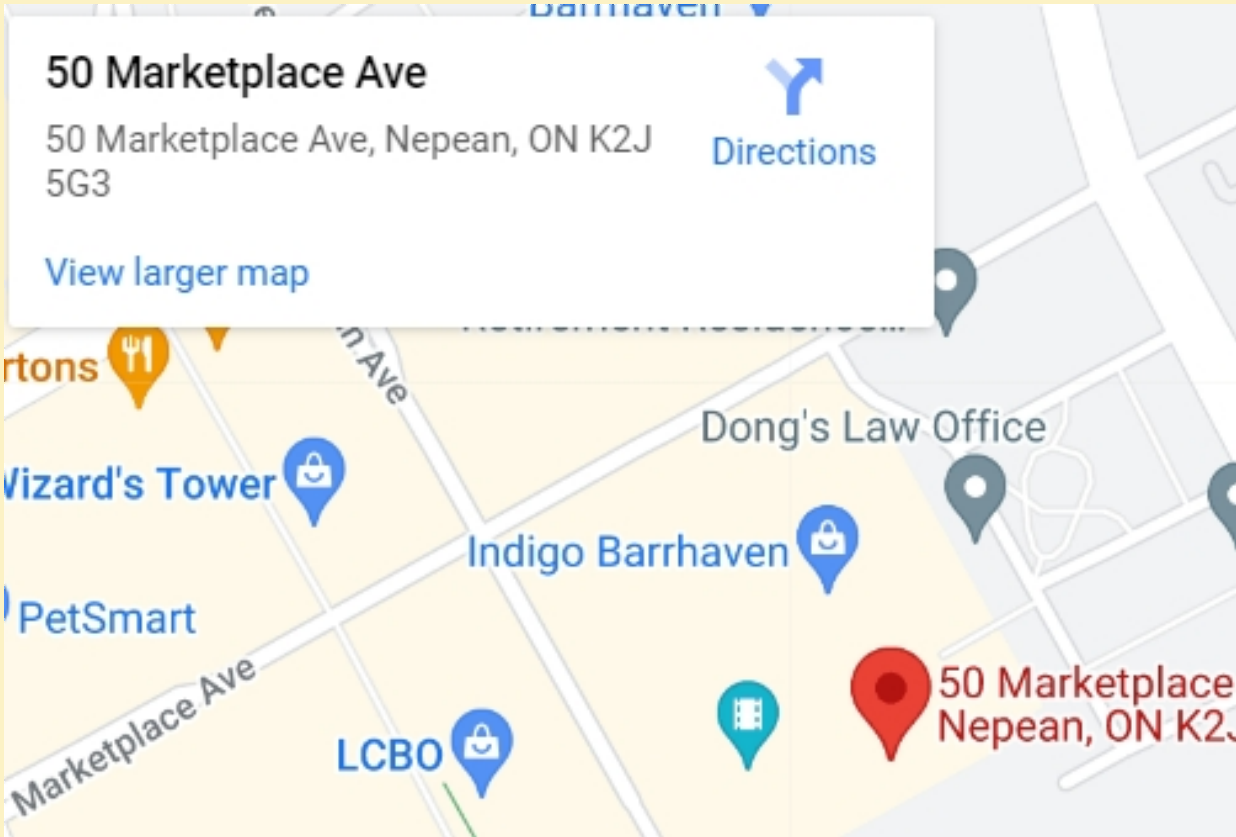 Barrhaven
50 Marketplace Ave
50 Marketplace Ave, Nepean, ON K2J
5G3
Directions
View larger map
rtons
n Ave
Dong's Law Office
Wizard's Tower
Indigo Barrhaven
PetSmart
50 Marketplace
Nepean, ON K2J
Marketplace Ave
LCBO